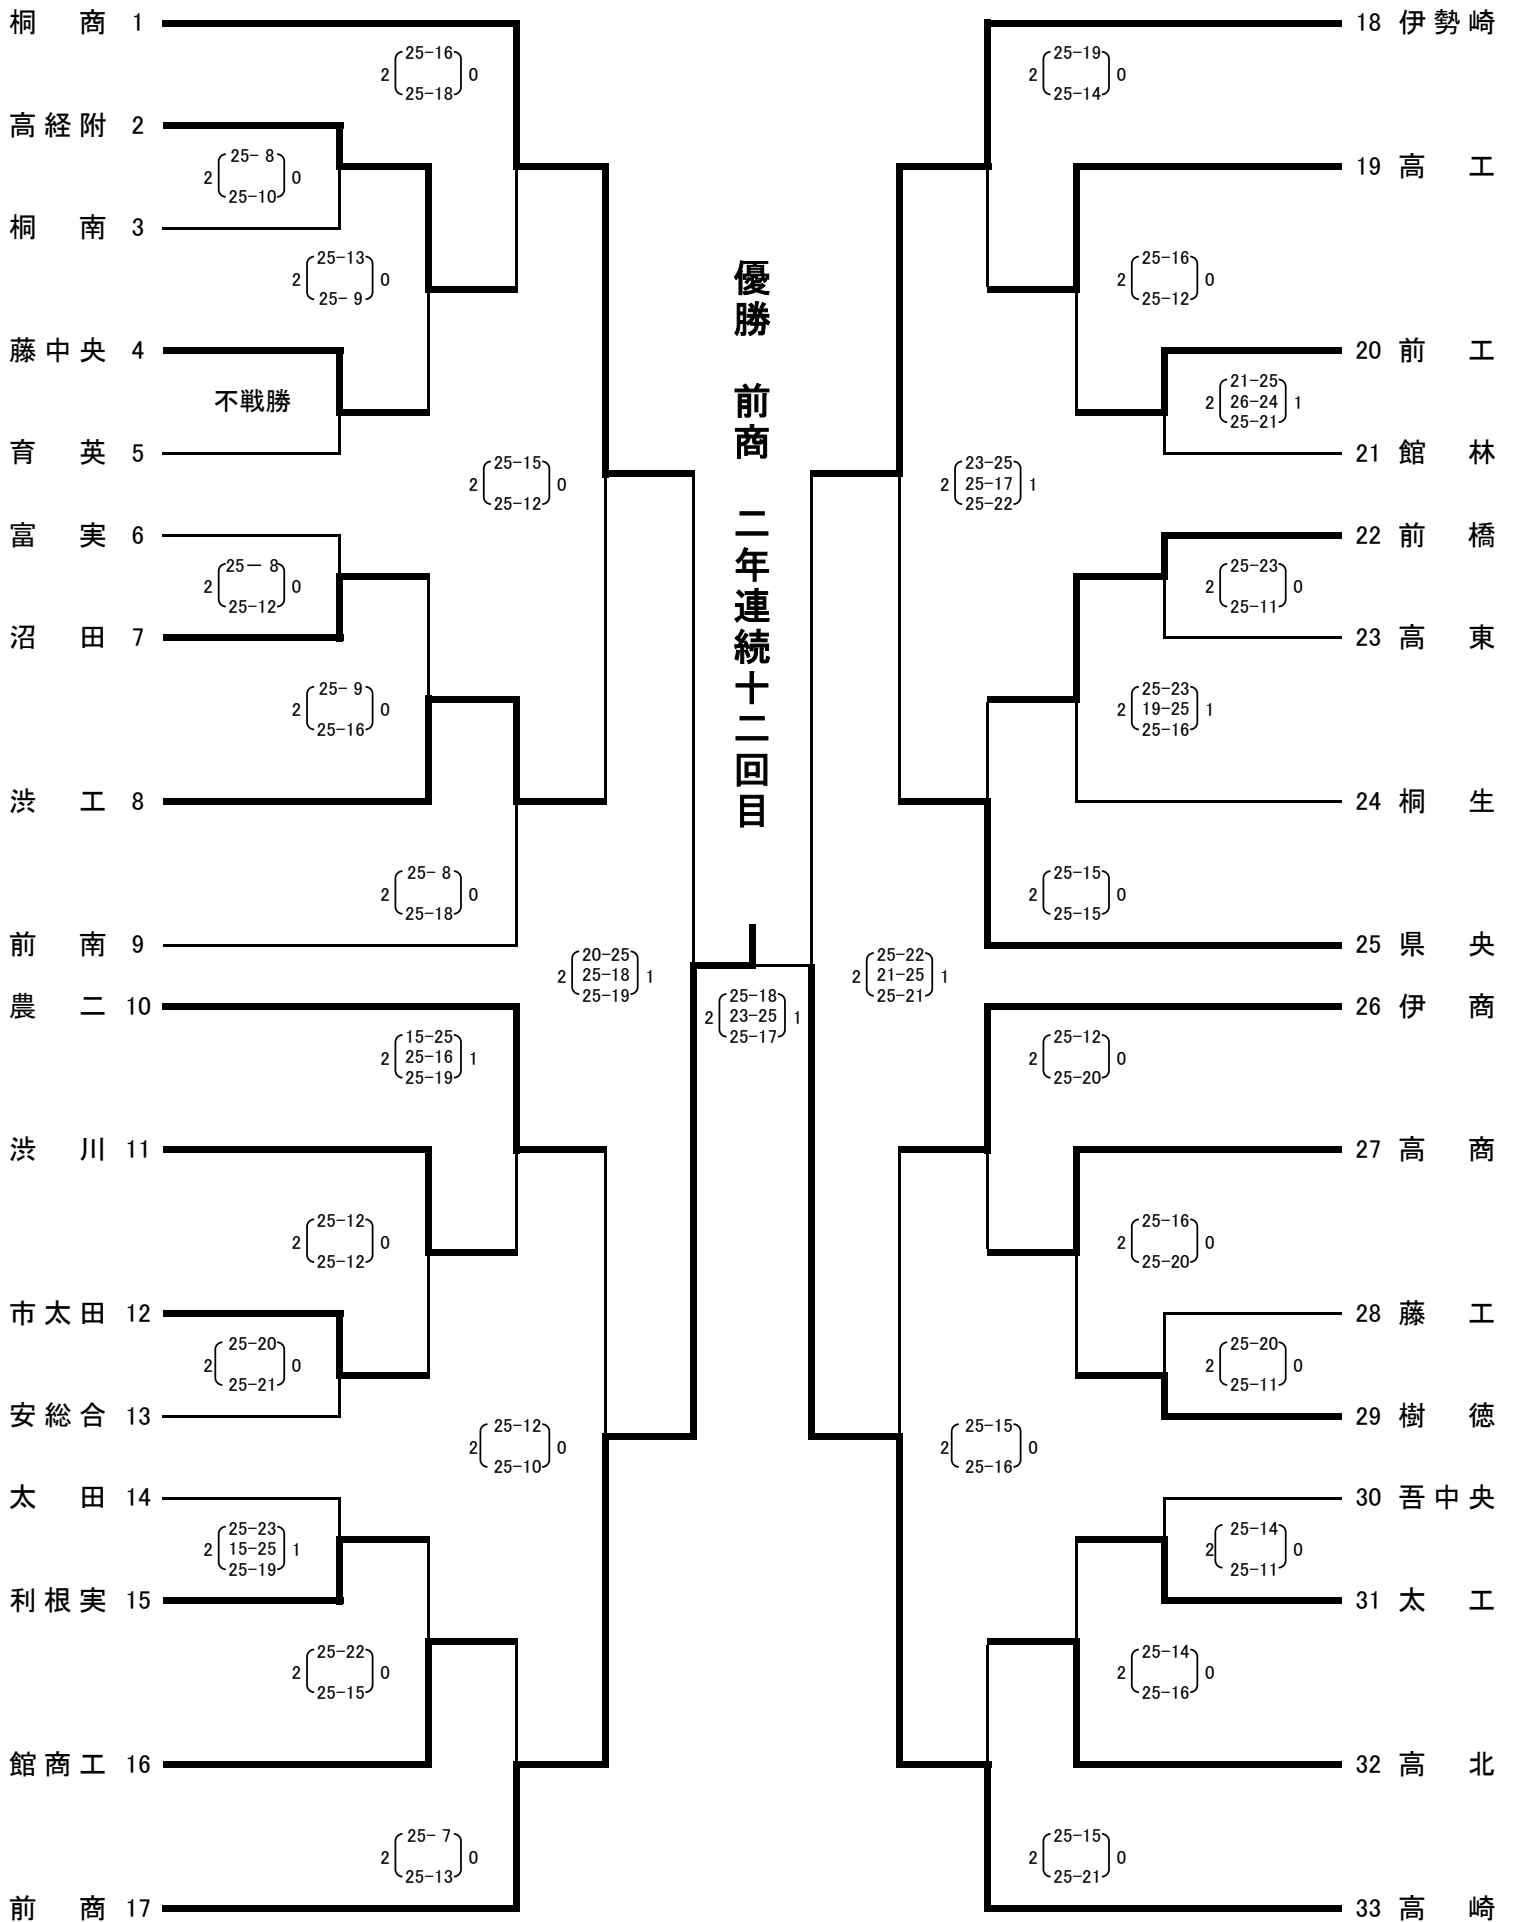 桐商 1
25-16
2 0
25-18
高経附 2
25- 8
2 0
25-10
桐南 3
25-13
2 0
25- 9
藤中央 4
不戦勝
育英 5
25-15
2 0
25-12
富実 6
25- 8
2 0
25-12
沼田 7
25- 9
2 0
25-16
渋工 8
25- 8
2 0
25-18
前南 9
20-25
2 25-18 1
25-19
農二 10
15-25
2 25-16 1
25-19
渋川 11
25-12
2 0
25-12
市太田 12
25-20
2 0
25-21
安総合 13
25-12
2 0
25-10
太田 14
25-23
2 15-25 1
25-19
利根実 15
25-22
2 0
25-15
館商工 16
25- 7
2 0
25-13
前商 17
優勝 前商 二年連続十二回目
25-18
2 23-25 1
25-17
18 伊勢崎
25-19
2 0
25-14
19 高工
25-16
2 0
25-12
20 前工
21-25
2 26-24 1
25-21
21 館林
23-25
2 25-17 1
25-22
22 前橋
25-23
2 0
25-11
23 高東
25-23
2 19-25 1
25-16
24 桐生
25-15
2 0
25-15
25 県央
25-22
2 21-25 1
25-21
26 伊商
25-12
2 0
25-20
27 高商
25-16
2 0
25-20
28 藤工
25-20
2 0
25-11
29 樹徳
25-15
2 0
25-16
30 吾中央
25-14
2 0
25-11
31 太工
25-14
2 0
25-16
32 高北
25-15
2 0
25-21
33 高崎